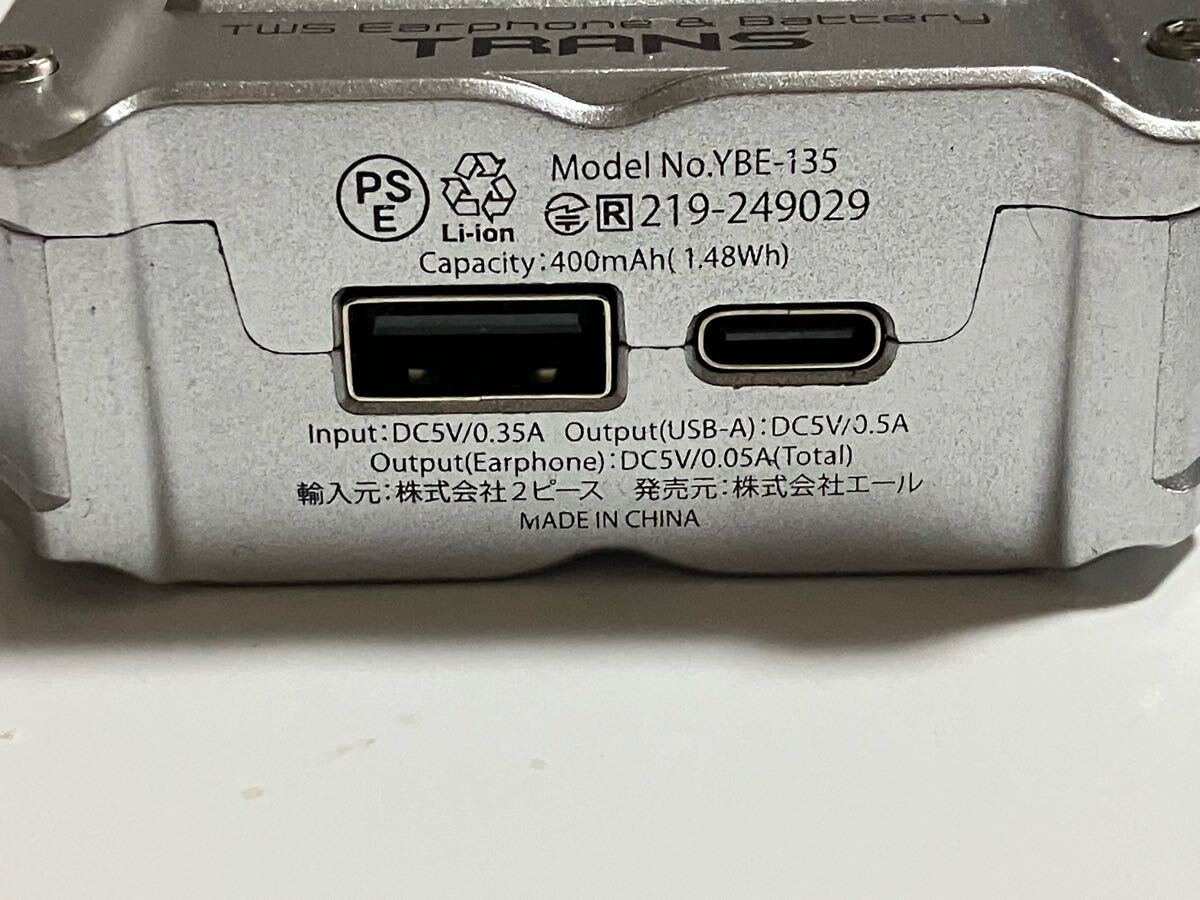 TWS Earphone & Battery
TRANS
PSE
Li-ion
Model No.YBE-135
R 219-249029
Capacity:400mAh( 1.48Wh)
Input:DC5V/0.35A Output(USB-A):DC5V/0.5A
Output(Earphone):DC5V/0.05A(Total)
輸入元:株式会社2ピース 発売元:株式会社エール
MADE IN CHINA